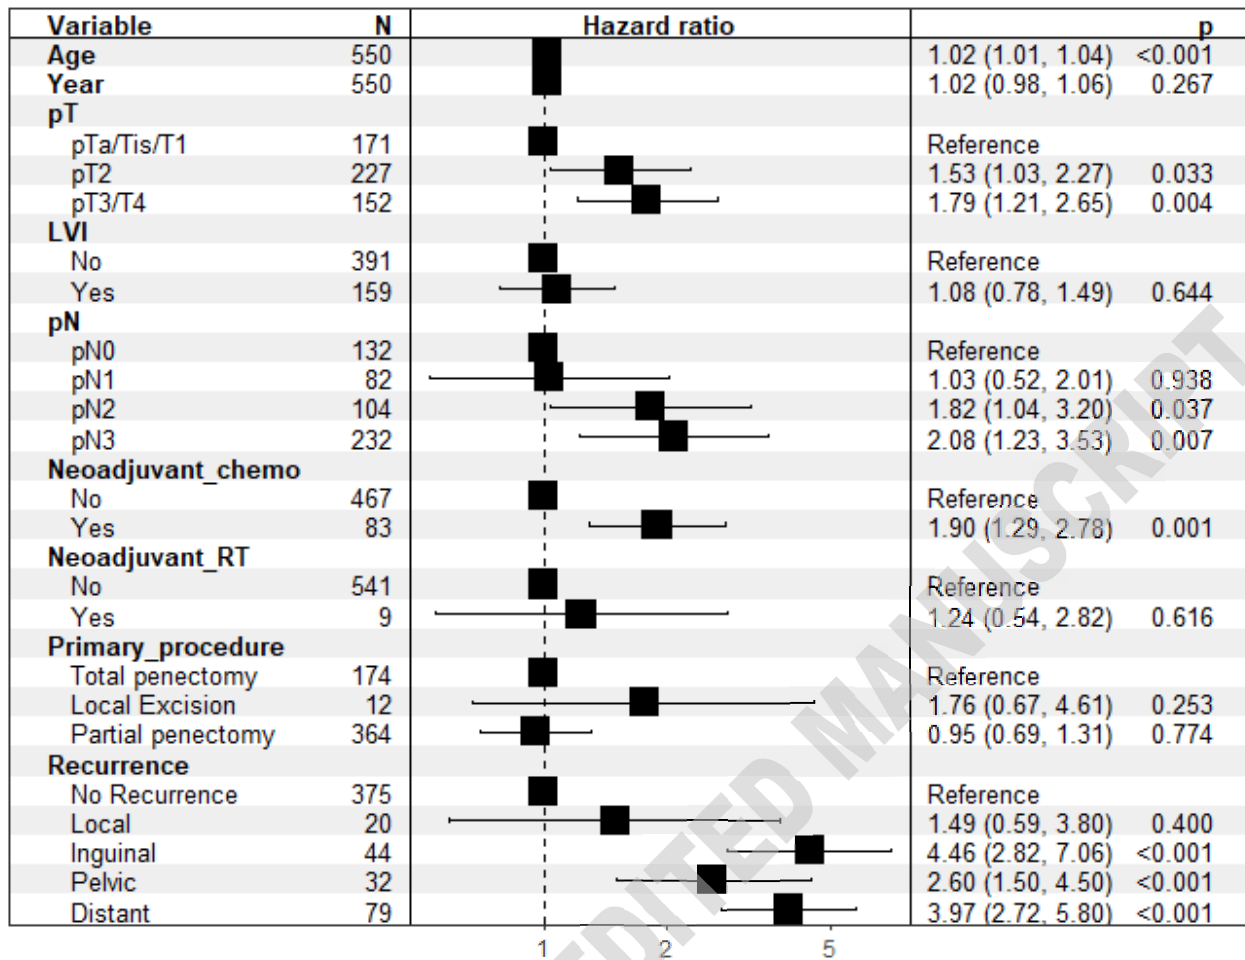 Variable N Hazard ratio p
Age 550 1.02 (1.01, 1.04) <0.001
Year 550 1.02 (0.98, 1.06) 0.267
pT
pTa/Tis/T1 171 Reference
pT2 227 1.53 (1.03, 2.27) 0.033
pT3/T4 152 1.79 (1.21, 2.65) 0.004
LVI
No 391 Reference
Yes 159 1.08 (0.78, 1.49) 0.644
pN
pN0 132 Reference
pN1 82 1.03 (0.52, 2.01) 0.938
pN2 104 1.82 (1.04, 3.20) 0.037
pN3 232 2.08 (1.23, 3.53) 0.007
Neoadjuvant_chemo
No 467 Reference
Yes 83 1.90 (1.29, 2.78) 0.001
Neoadjuvant_RT
No 541 Reference
Yes 9 1.24 (0.54, 2.82) 0.616
Primary_procedure
Total penectomy 174 Reference
Local Excision 12 1.76 (0.67, 4.61) 0.253
Partial penectomy 364 0.95 (0.69, 1.31) 0.774
Recurrence
No Recurrence 375 Reference
Local 20 1.49 (0.59, 3.80) 0.400
Inguinal 44 4.46 (2.82, 7.06) <0.001
Pelvic 32 2.60 (1.50, 4.50) <0.001
Distant 79 3.97 (2.72, 5.80) <0.001
1 2 5
EDITED MANUSCRIPT